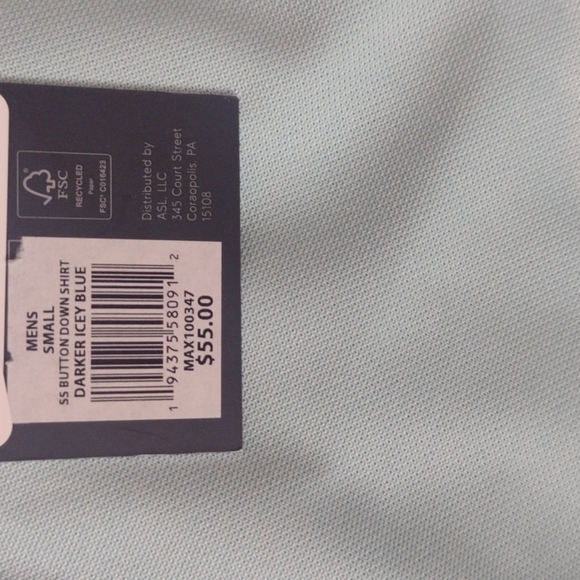 FSC
RECYCLED
Paper
FSC® C016423
Distributed by
ASL, LLC
345 Court Street
Coraopolis, PA
15108
MENS
SMALL
SS BUTTON DOWN SHIRT
DARKER ICEY BLUE
1 94375 58091 2
MAX100347
$55.00